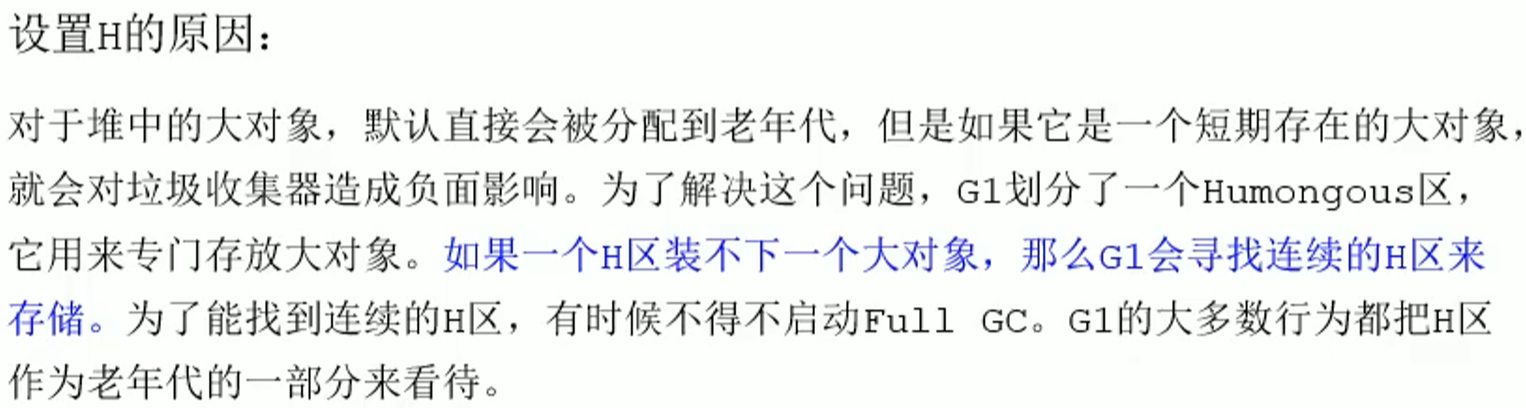 设置H的原因：
对于堆中的大对象，默认直接会被分配到老年代，但是如果它是一个短期存在的大对象，
就会对垃圾收集器造成负面影响。为了解决这个问题，G1划分了一个Humongous区，
它用来专门存放大对象。如果一个H区装不下一个大对象，那么G1会寻找连续的H区来
存储。为了能找到连续的H区，有时候不得不启动Full GC。G1的大多数行为都把H区
作为老年代的一部分来看待。